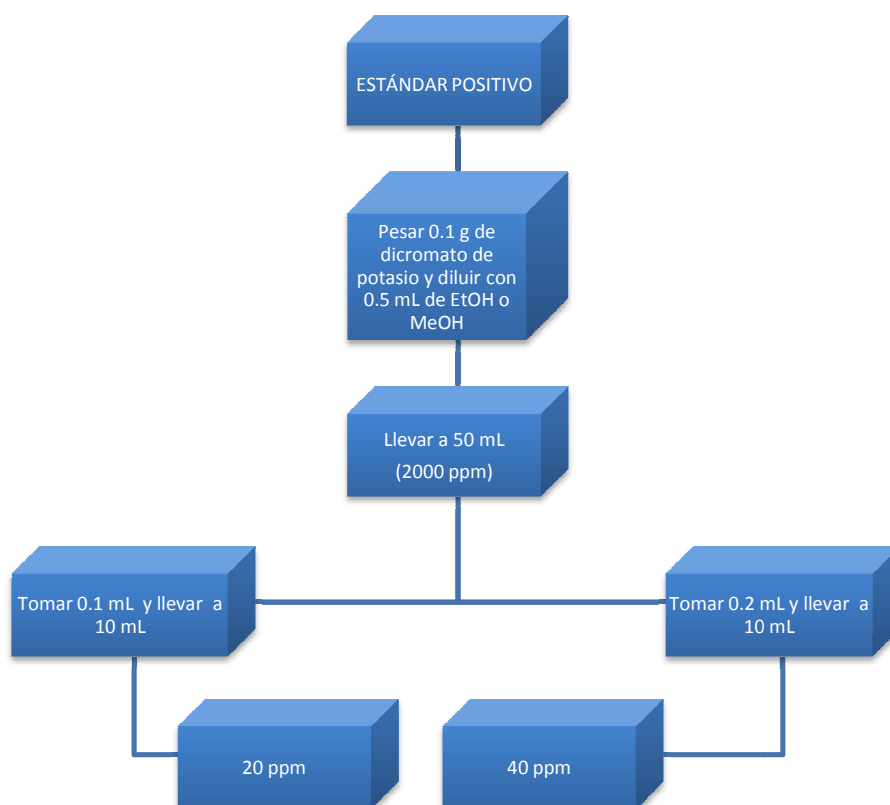 ESTÁNDAR POSITIVO
Pesar 0.1 g de
dicromato de
potasio y diluir con
0.5 mL de EtOH o
MeOH
Llevar a 50 mL
(2000 ppm)
Tomar 0.1 mL y llevar a
10 mL
Tomar 0.2 mL y llevar a
10 mL
20 ppm
40 ppm